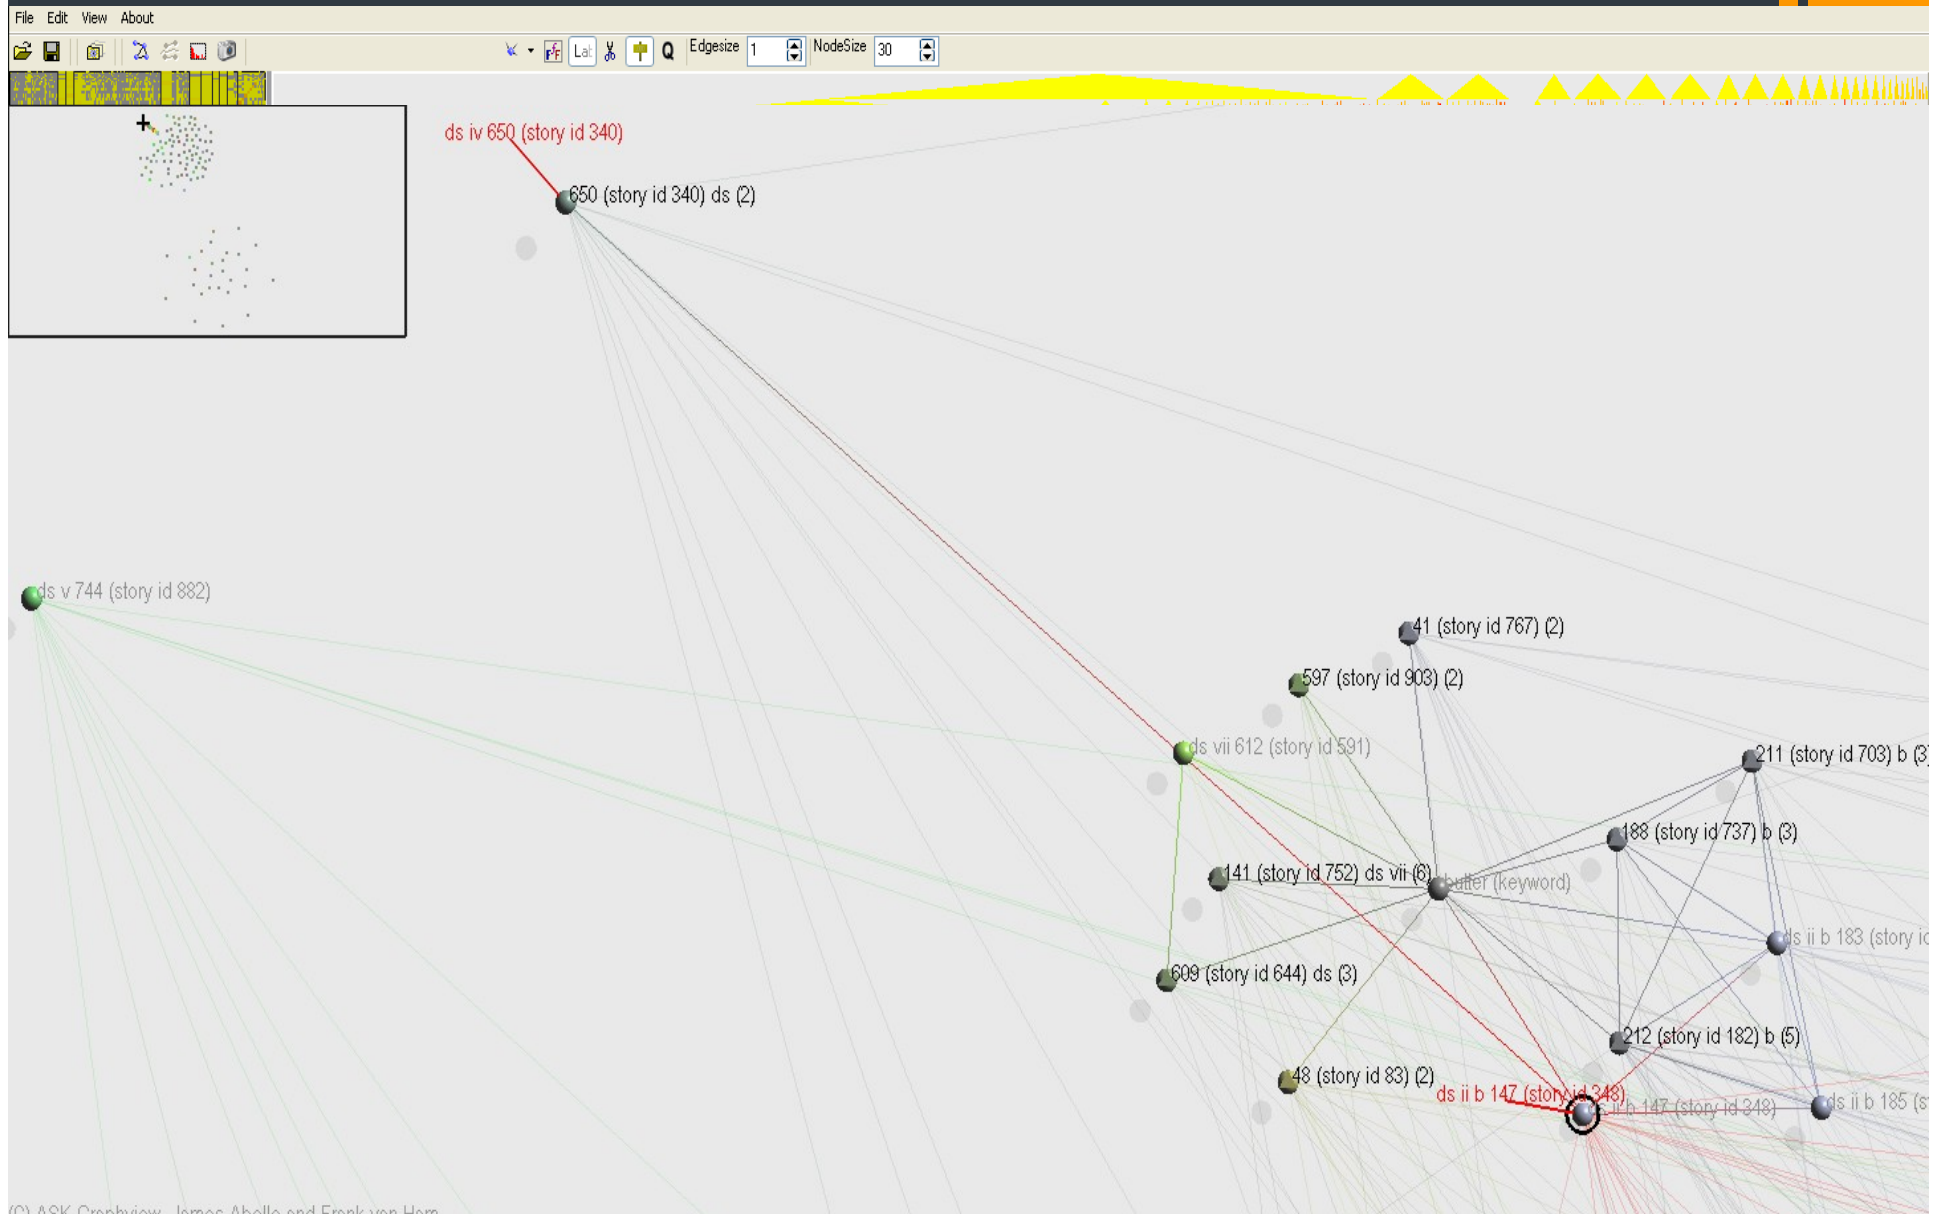 File Edit View About
Lab Q Edgesize 1 NodeSize 30
ds iv 650 (story id 340)
650 (story id 340) ds (2)
ds v 744 (story id 882)
41 (story id 767) (2)
597 (story id 903) (2)
ds vii 612 (story id 591)
211 (story id 703) b (3)
188 (story id 737) b (3)
141 (story id 752) ds vii (6)
butter (keyword)
ds ii b 183 (story id
609 (story id 644) ds (3)
212 (story id 182) b (5)
48 (story id 83) (2)
ds ii b 147 (story id 348)
ds ii b 147 (story id 348)
ds ii b 185 (s
(C) ASK Graphview, James Abello and Frank van Ham